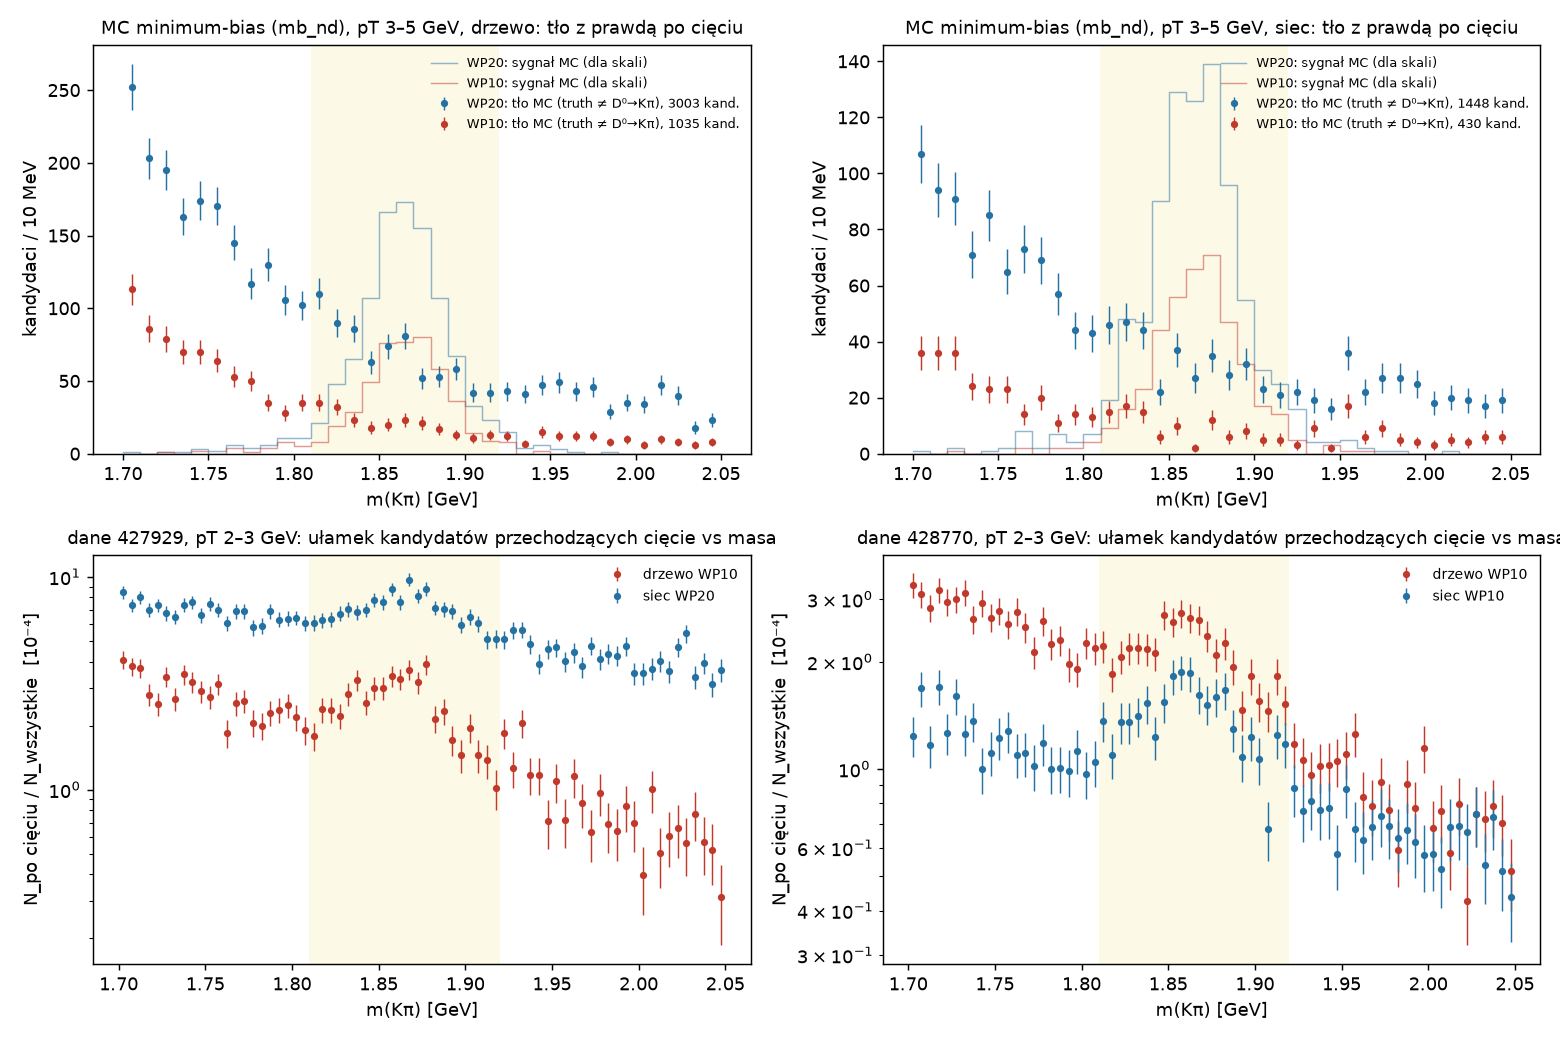 MC minimum-bias (mb_nd), pT 3–5 GeV, drzewo: tło z prawdą po cięciu
kandydaci / 10 MeV
250
200
150
100
50
0
WP20: sygnał MC (dla skali)
WP10: sygnał MC (dla skali)
WP20: tło MC (truth ≠ D⁰→Kπ), 3003 kand.
WP10: tło MC (truth ≠ D⁰→Kπ), 1035 kand.
1.70 1.75 1.80 1.85 1.90 1.95 2.00 2.05
m(Kπ) [GeV]
MC minimum-bias (mb_nd), pT 3–5 GeV, siec: tło z prawdą po cięciu
kandydaci / 10 MeV
140
120
100
80
60
40
20
0
WP20: sygnał MC (dla skali)
WP10: sygnał MC (dla skali)
WP20: tło MC (truth ≠ D⁰→Kπ), 1448 kand.
WP10: tło MC (truth ≠ D⁰→Kπ), 430 kand.
1.70 1.75 1.80 1.85 1.90 1.95 2.00 2.05
m(Kπ) [GeV]
dane 427929, pT 2–3 GeV: ułamek kandydatów przechodzących cięcie vs masa
N_po cięciu / N_wszystkie [10⁻⁴]
10¹
10⁰
drzewo WP10
siec WP20
1.70 1.75 1.80 1.85 1.90 1.95 2.00 2.05
m(Kπ) [GeV]
dane 428770, pT 2–3 GeV: ułamek kandydatów przechodzących cięcie vs masa
N_po cięciu / N_wszystkie [10⁻⁴]
3 × 10⁰
2 × 10⁰
10⁰
6 × 10⁻¹
4 × 10⁻¹
3 × 10⁻¹
drzewo WP10
siec WP10
1.70 1.75 1.80 1.85 1.90 1.95 2.00 2.05
m(Kπ) [GeV]